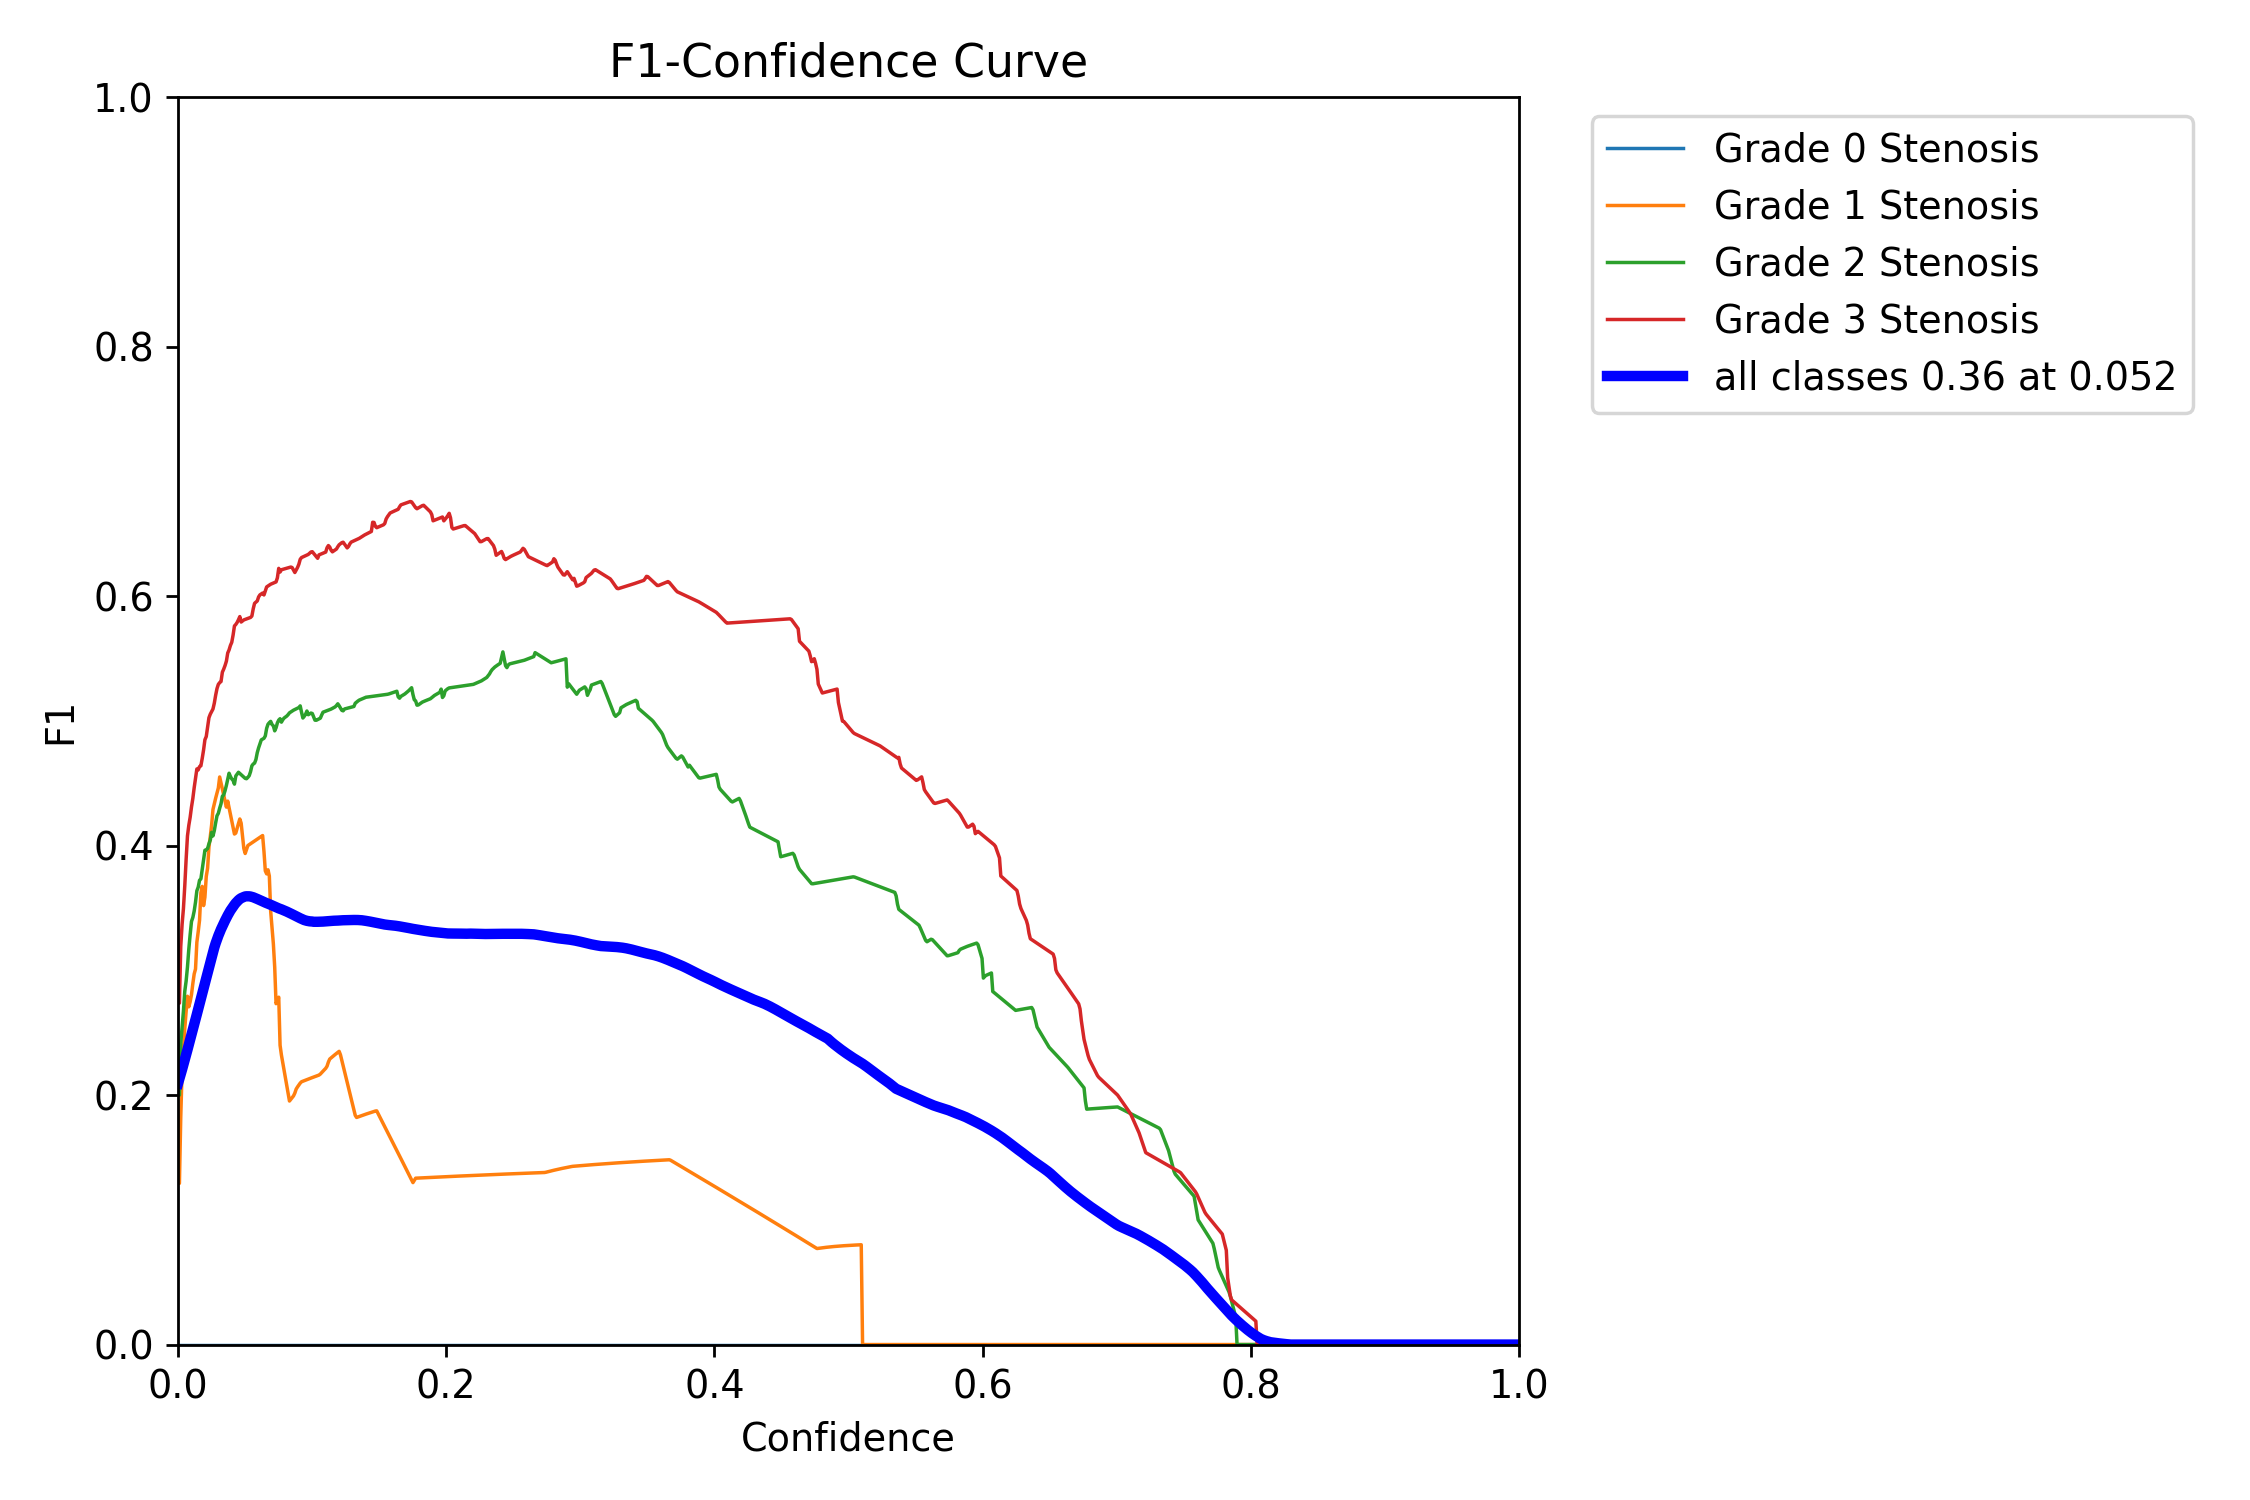 F1-Confidence Curve
1.0
0.8
0.6
0.4
0.2
0.0
F1
0.0 0.2 0.4 0.6 0.8 1.0
Confidence
Grade 0 Stenosis
Grade 1 Stenosis
Grade 2 Stenosis
Grade 3 Stenosis
all classes 0.36 at 0.052